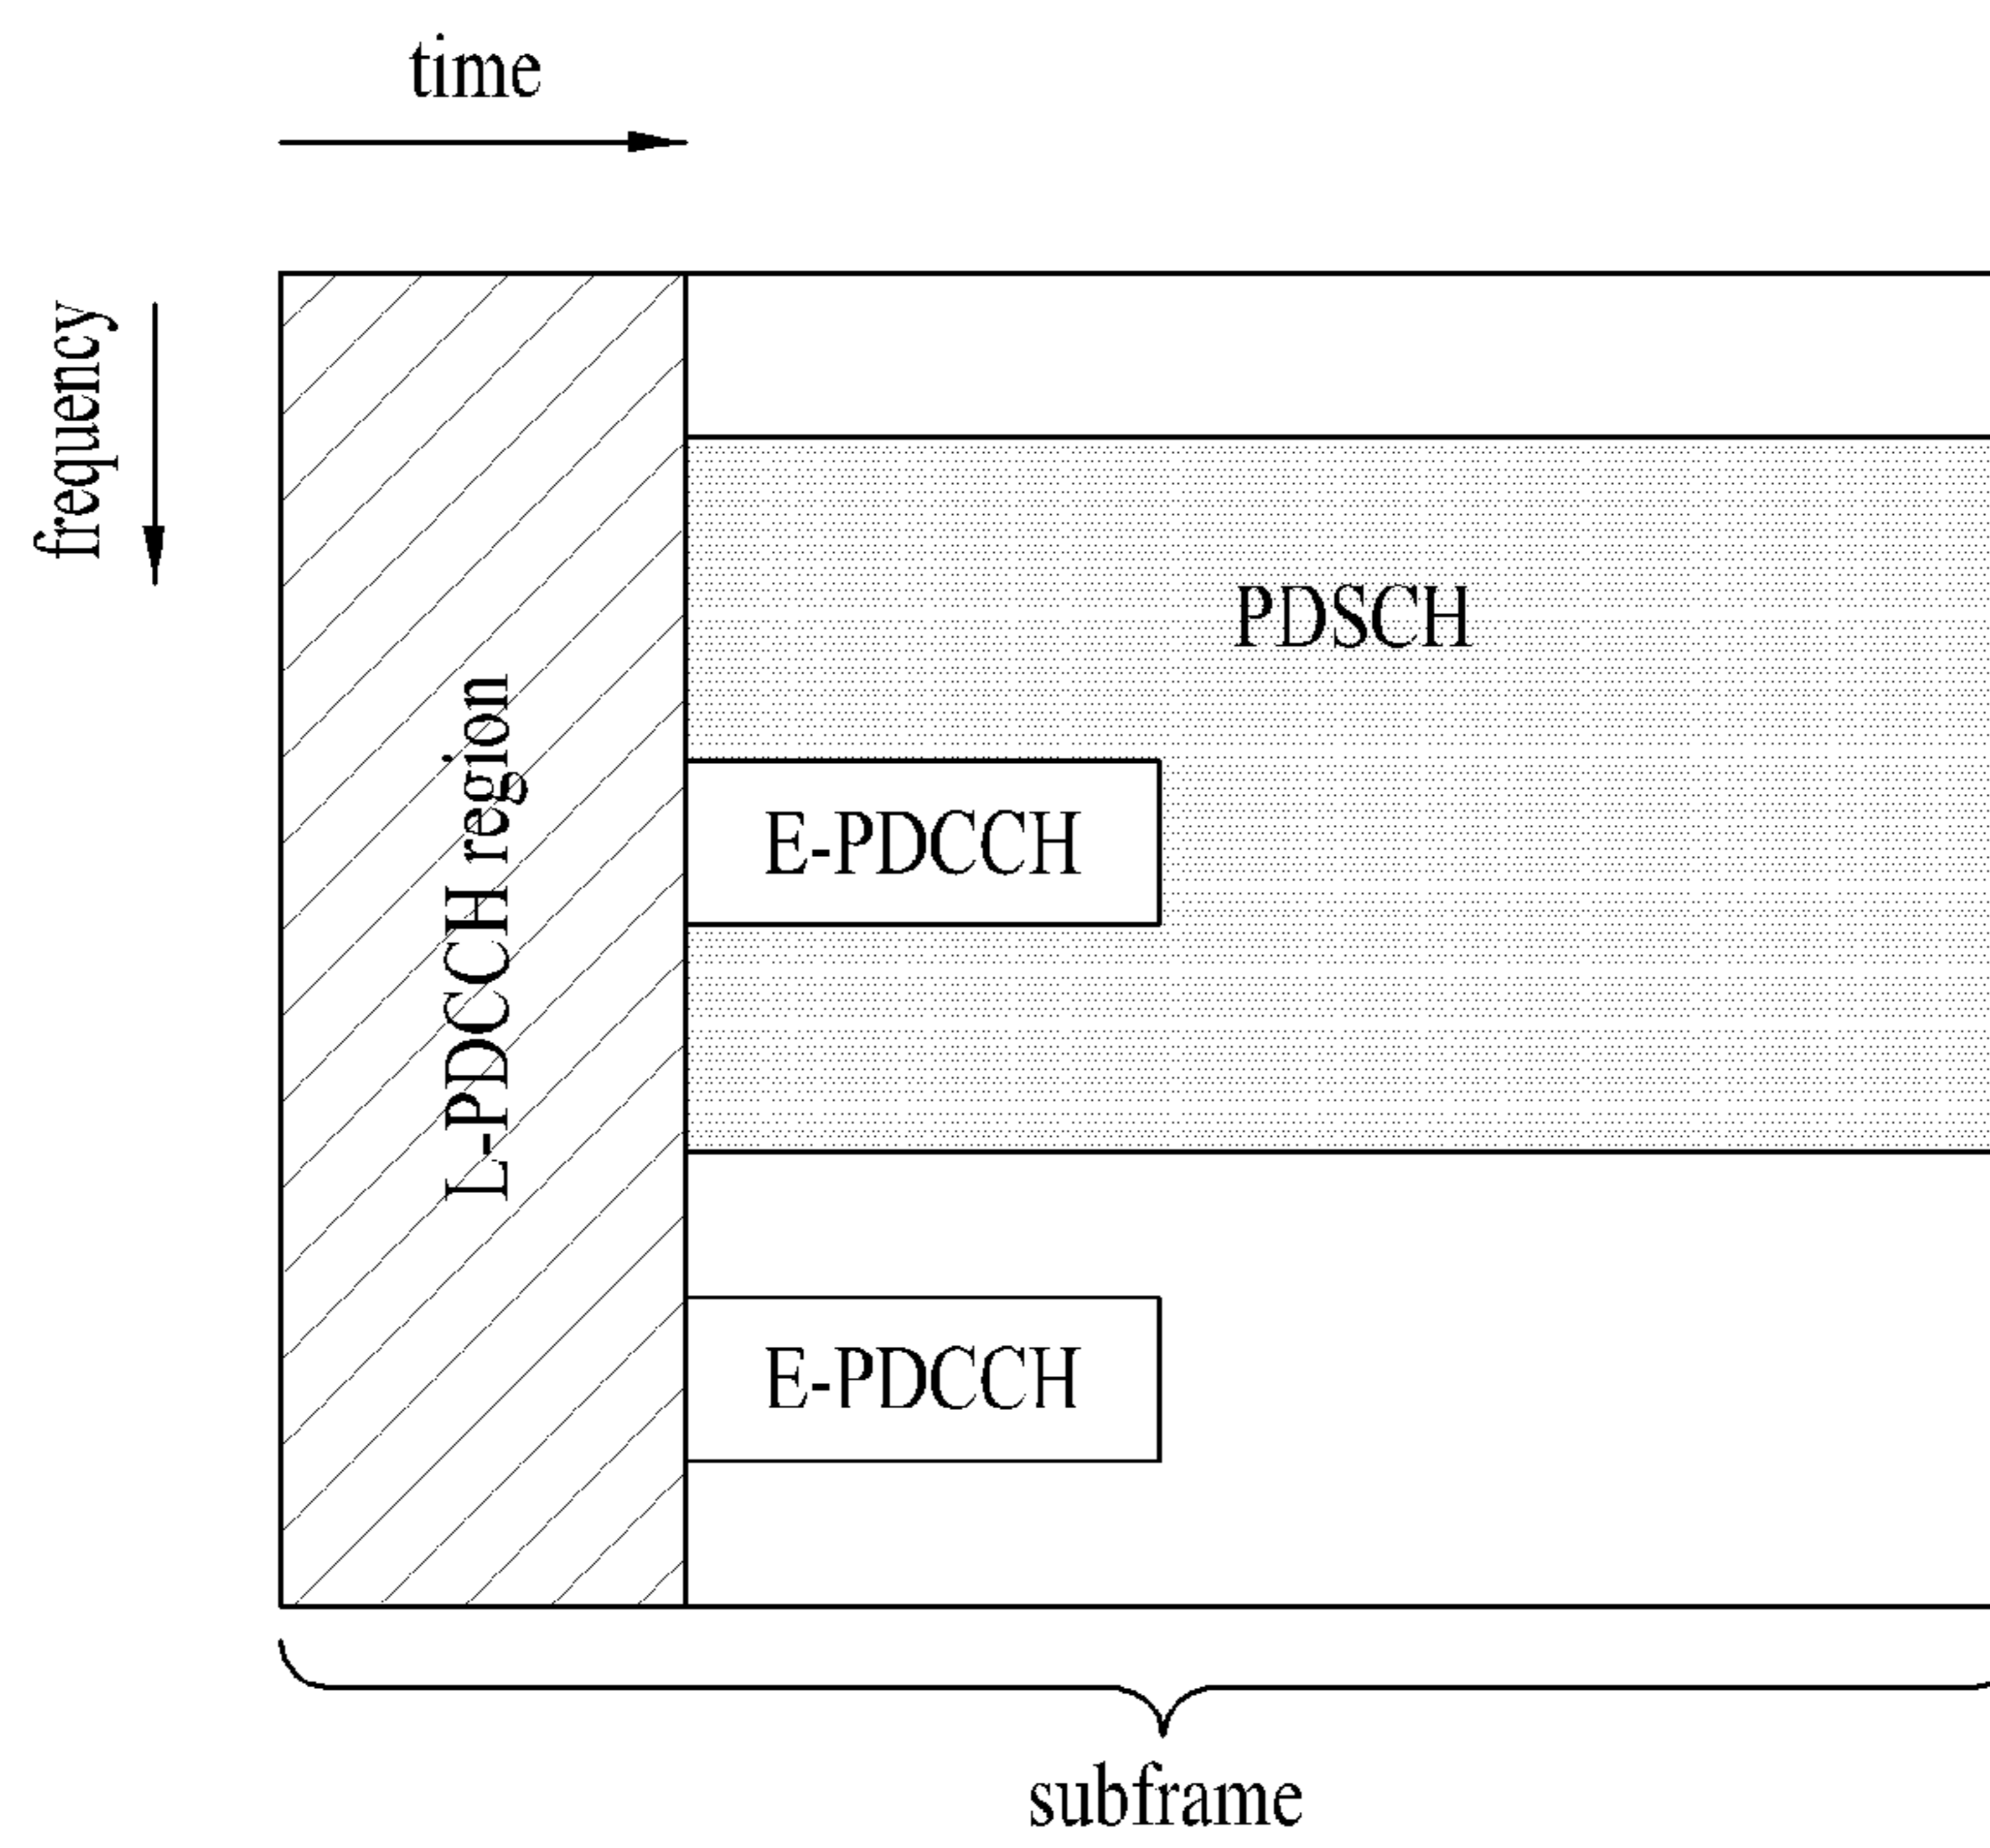 time
frequency
PDSCH
L-PDCCH region
E-PDCCH
E-PDCCH
subframe